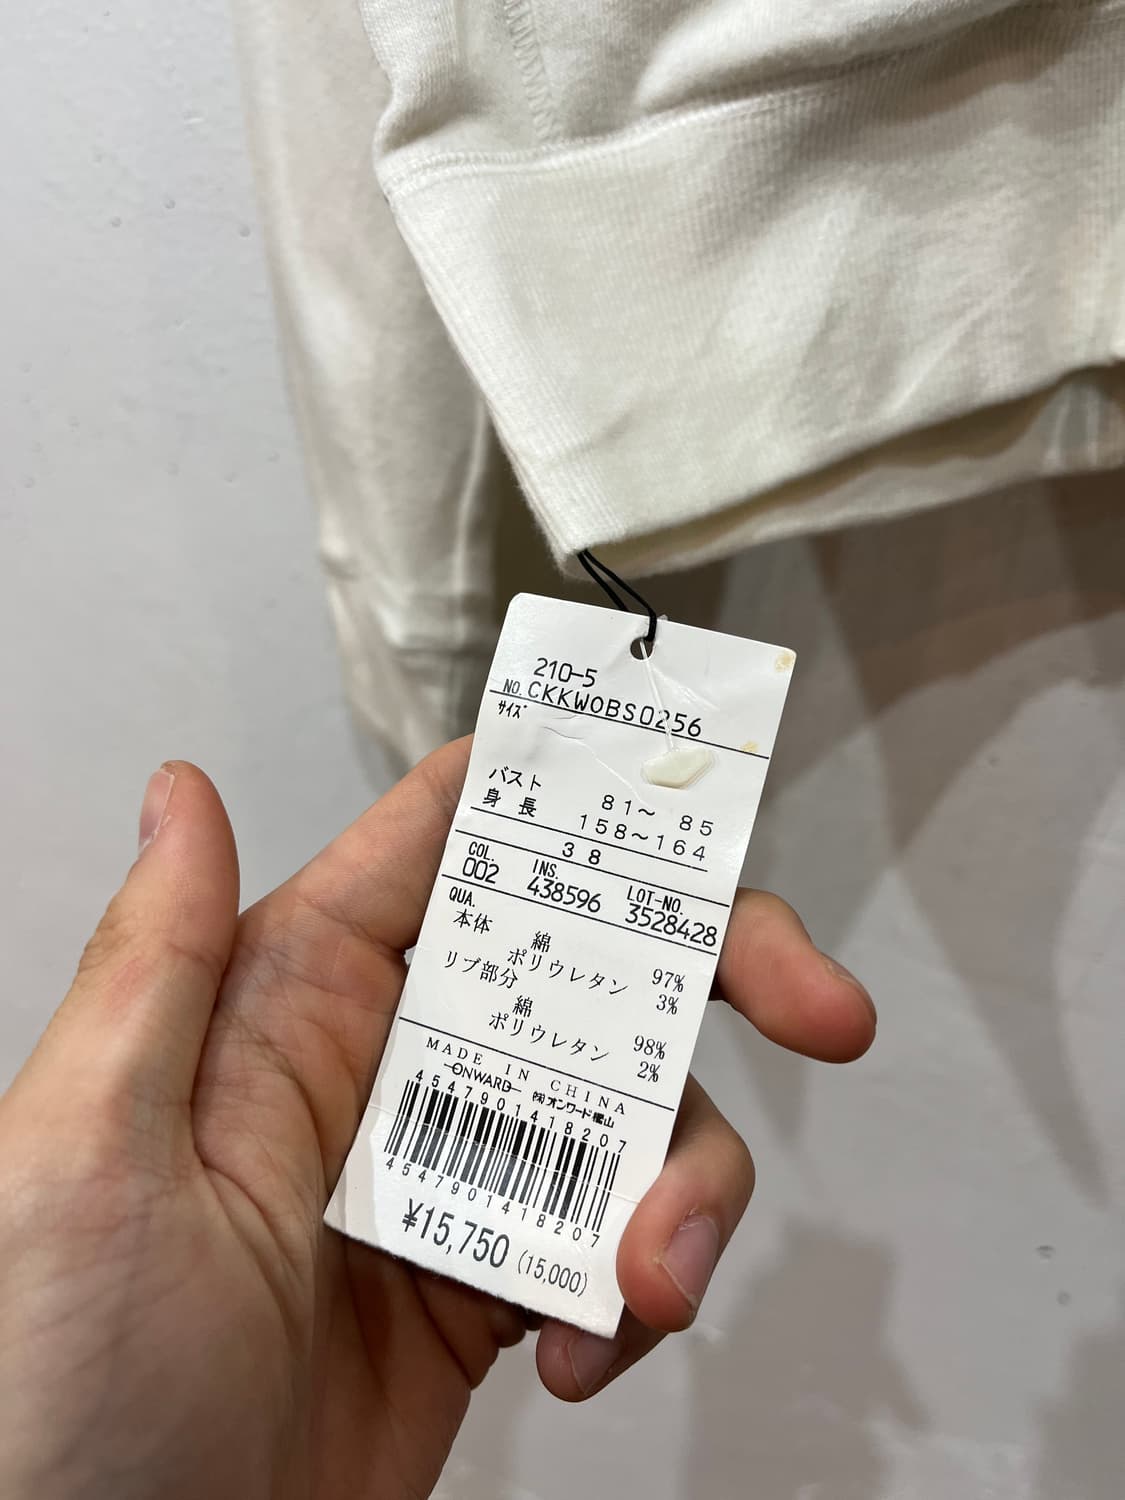 210-5
NO. CKKWOBS0256
サイズ
バスト 81〜 85
身 長 158〜164
38
COL. INS. LOT-NO.
002 438596 3528428
QUA.
本体
綿 97%
ポリウレタン 3%
リブ部分
綿 98%
ポリウレタン 2%
MADE IN CHINA
ONWARD ㈱オンワード樫山
4547901418207
4547901418207
¥15,750 (15,000)